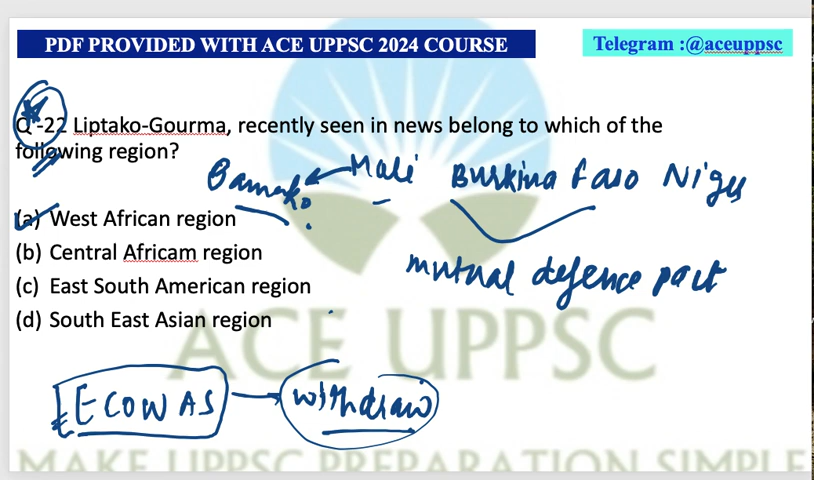 PDF PROVIDED WITH ACE UPPSC 2024 COURSE
Telegram :@aceuppsc
Q -22 Liptako-Gourma, recently seen in news belong to which of the
following region?
Bamako Mali Burkina faso Niger
(a) West African region
(b) Central Africam region
mutual defence pact
(c) East South American region
(d) South East Asian region
ACE UPPSC
ECOWAS withdraw
MAKE UPPSC PREPARATION SIMPLE